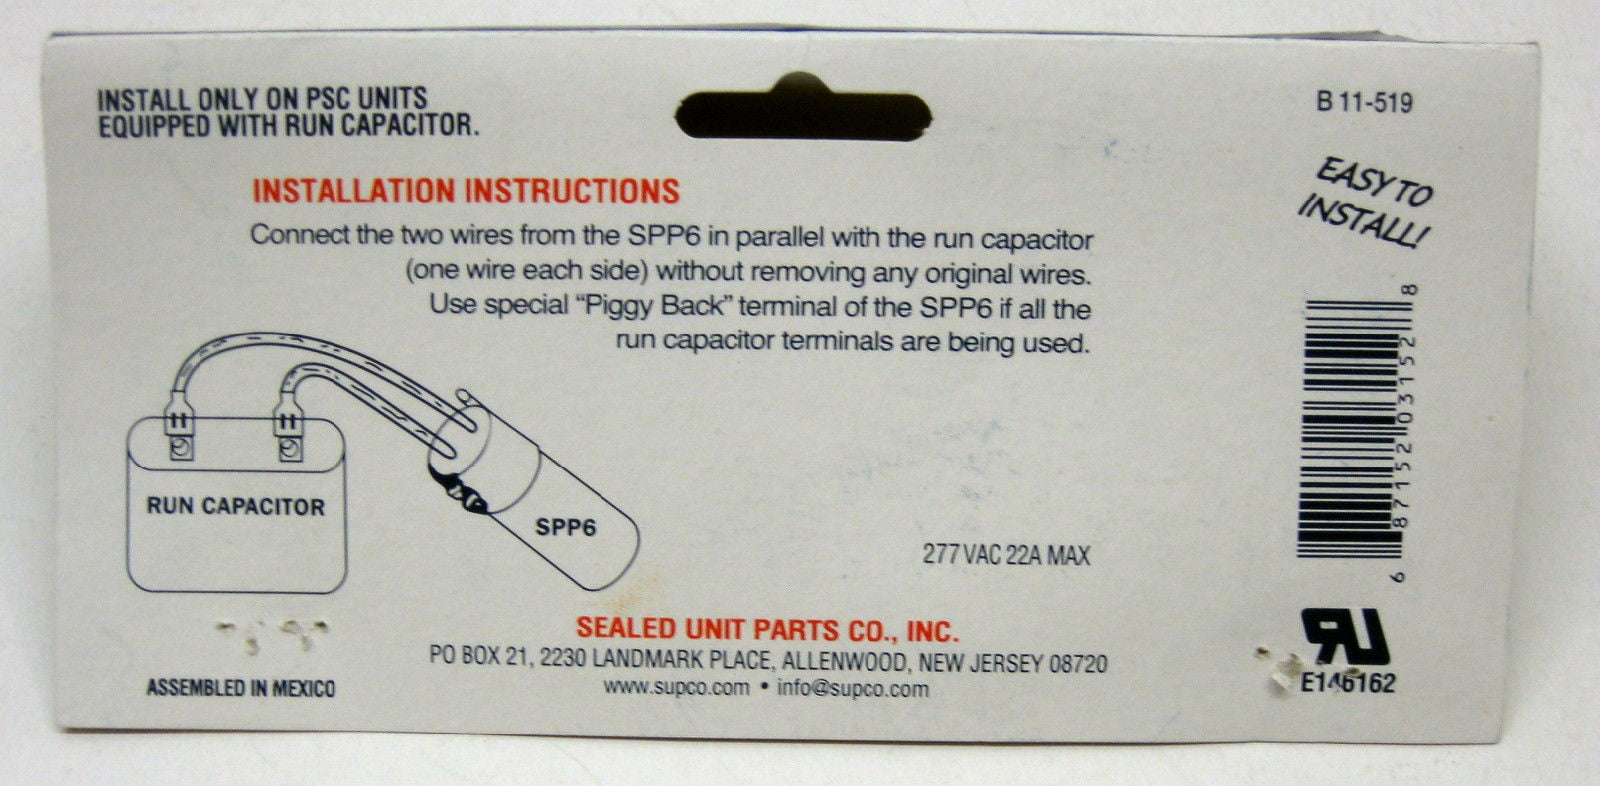 INSTALL ONLY ON PSC UNITS
EQUIPPED WITH RUN CAPACITOR.
B 11-519
EASY TO
INSTALL!
INSTALLATION INSTRUCTIONS
Connect the two wires from the SPP6 in parallel with the run capacitor
(one wire each side) without removing any original wires.
Use special “Piggy Back” terminal of the SPP6 if all the
run capacitor terminals are being used.
RUN CAPACITOR
SPP6
277 VAC 22A MAX
6 87152 03152 8
SEALED UNIT PARTS CO., INC.
PO BOX 21, 2230 LANDMARK PLACE, ALLENWOOD, NEW JERSEY 08720
www.supco.com • info@supco.com
ASSEMBLED IN MEXICO
RU
E146162